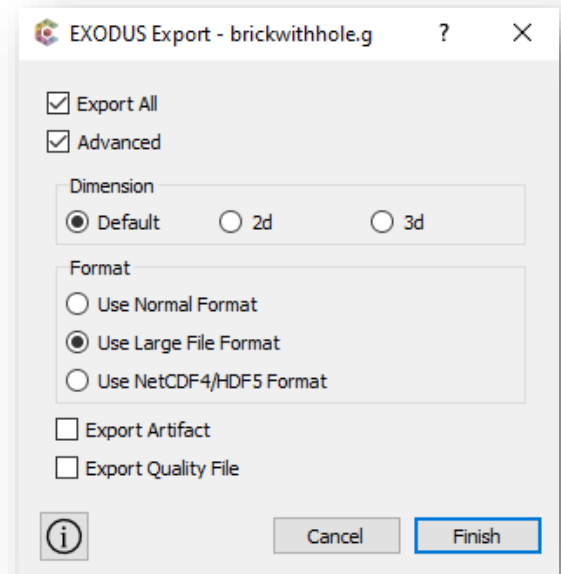 EXODUS Export - brickwithhole.g ?
Export All
Advanced
Dimension
Default 2d 3d
Format
Use Normal Format
Use Large File Format
Use NetCDF4/HDF5 Format
Export Artifact
Export Quality File
Cancel Finish